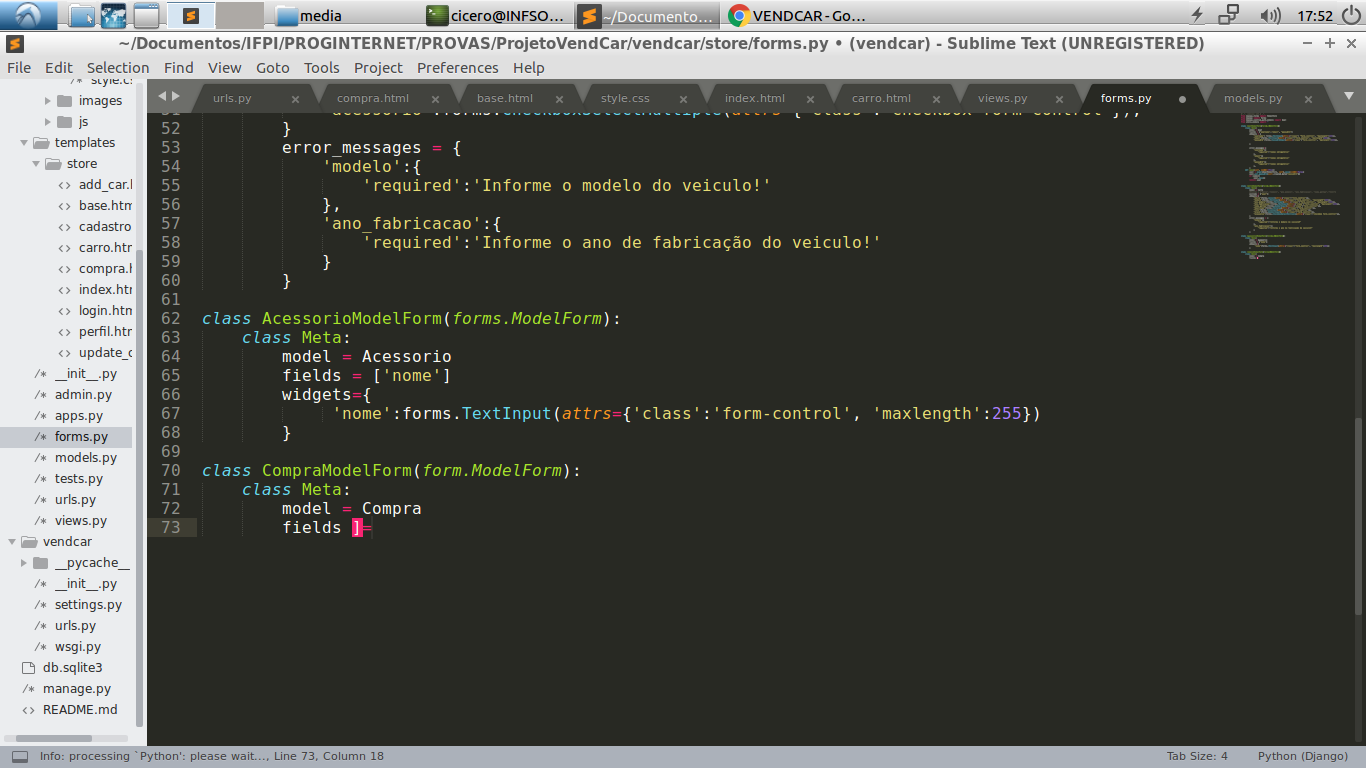 media
cicero@INFSO...
~/Documento...
VENDCAR - Go...
17:52
~/Documentos/IFPI/PROGINTERNET/PROVAS/ProjetoVendCar/vendcar/store/forms.py • (vendcar) - Sublime Text (UNREGISTERED)
File Edit Selection Find View Goto Tools Project Preferences Help
urls.py × compra.html × base.html × style.css × index.html × carro.html × views.py × forms.py ● models.py ×
images
js
templates
store
<> add_car.
<> base.htm
<> cadastro
<> carro.htm
<> compra.h
<> index.htm
<> login.htm
<> perfil.htm
<> update_c
/* __init__.py
/* admin.py
/* apps.py
/* forms.py
/* models.py
/* tests.py
/* urls.py
/* views.py
vendcar
__pycache__
/* __init__.py
/* settings.py
/* urls.py
/* wsgi.py
db.sqlite3
/* manage.py
<> README.md
52 }
53 error_messages = {
54 'modelo':{
55 'required':'Informe o modelo do veiculo!'
56 },
57 'ano_fabricacao':{
58 'required':'Informe o ano de fabricação do veiculo!'
59 }
60 }
61
62 class AcessorioModelForm(forms.ModelForm):
63 class Meta:
64 model = Acessorio
65 fields = ['nome']
66 widgets={
67 'nome':forms.TextInput(attrs={'class':'form-control', 'maxlength':255})
68 }
69
70 class CompraModelForm(form.ModelForm):
71 class Meta:
72 model = Compra
73 fields ]=
Info: processing `Python': please wait..., Line 73, Column 18
Tab Size: 4
Python (Django)